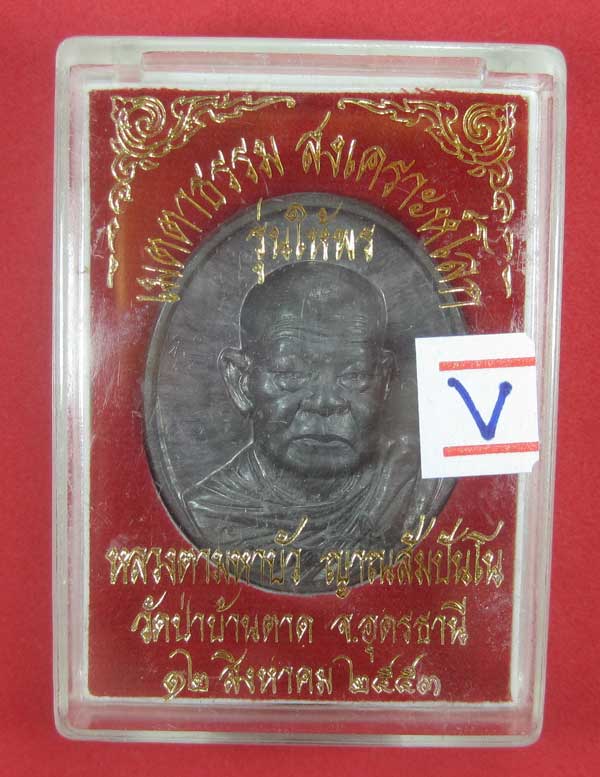 เมตตาธรรม สงเคราะห์โลก
รุ่นให้พร
V
หลวงตามหาบัว ญาณสัมปันโน
วัดป่าบ้านตาด จ.อุดรธานี
๑๒ สิงหาคม ๒๕๕๓